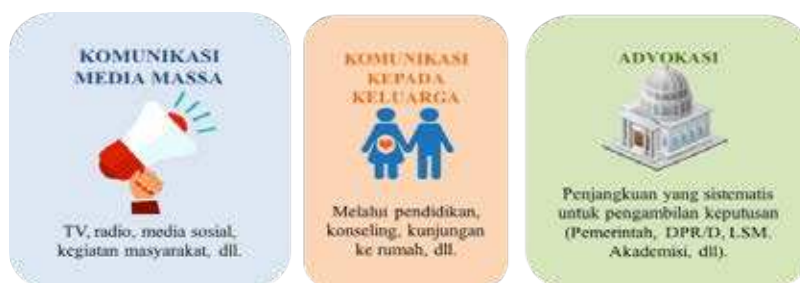 KOMUNIKASI
MEDIA MASSA
TV, radio, media sosial,
kegiatan masyarakat, dll.
KOMUNIKASI
KEPADA
KELUARGA
Melalui pendidikan,
konseling, kunjungan
ke rumah, dll.
ADVOKASI
Penjangkuan yang sistematis
untuk pengambilan keputusan
(Pemerintah, DPR/D, LSM.
Akademisi, dll).